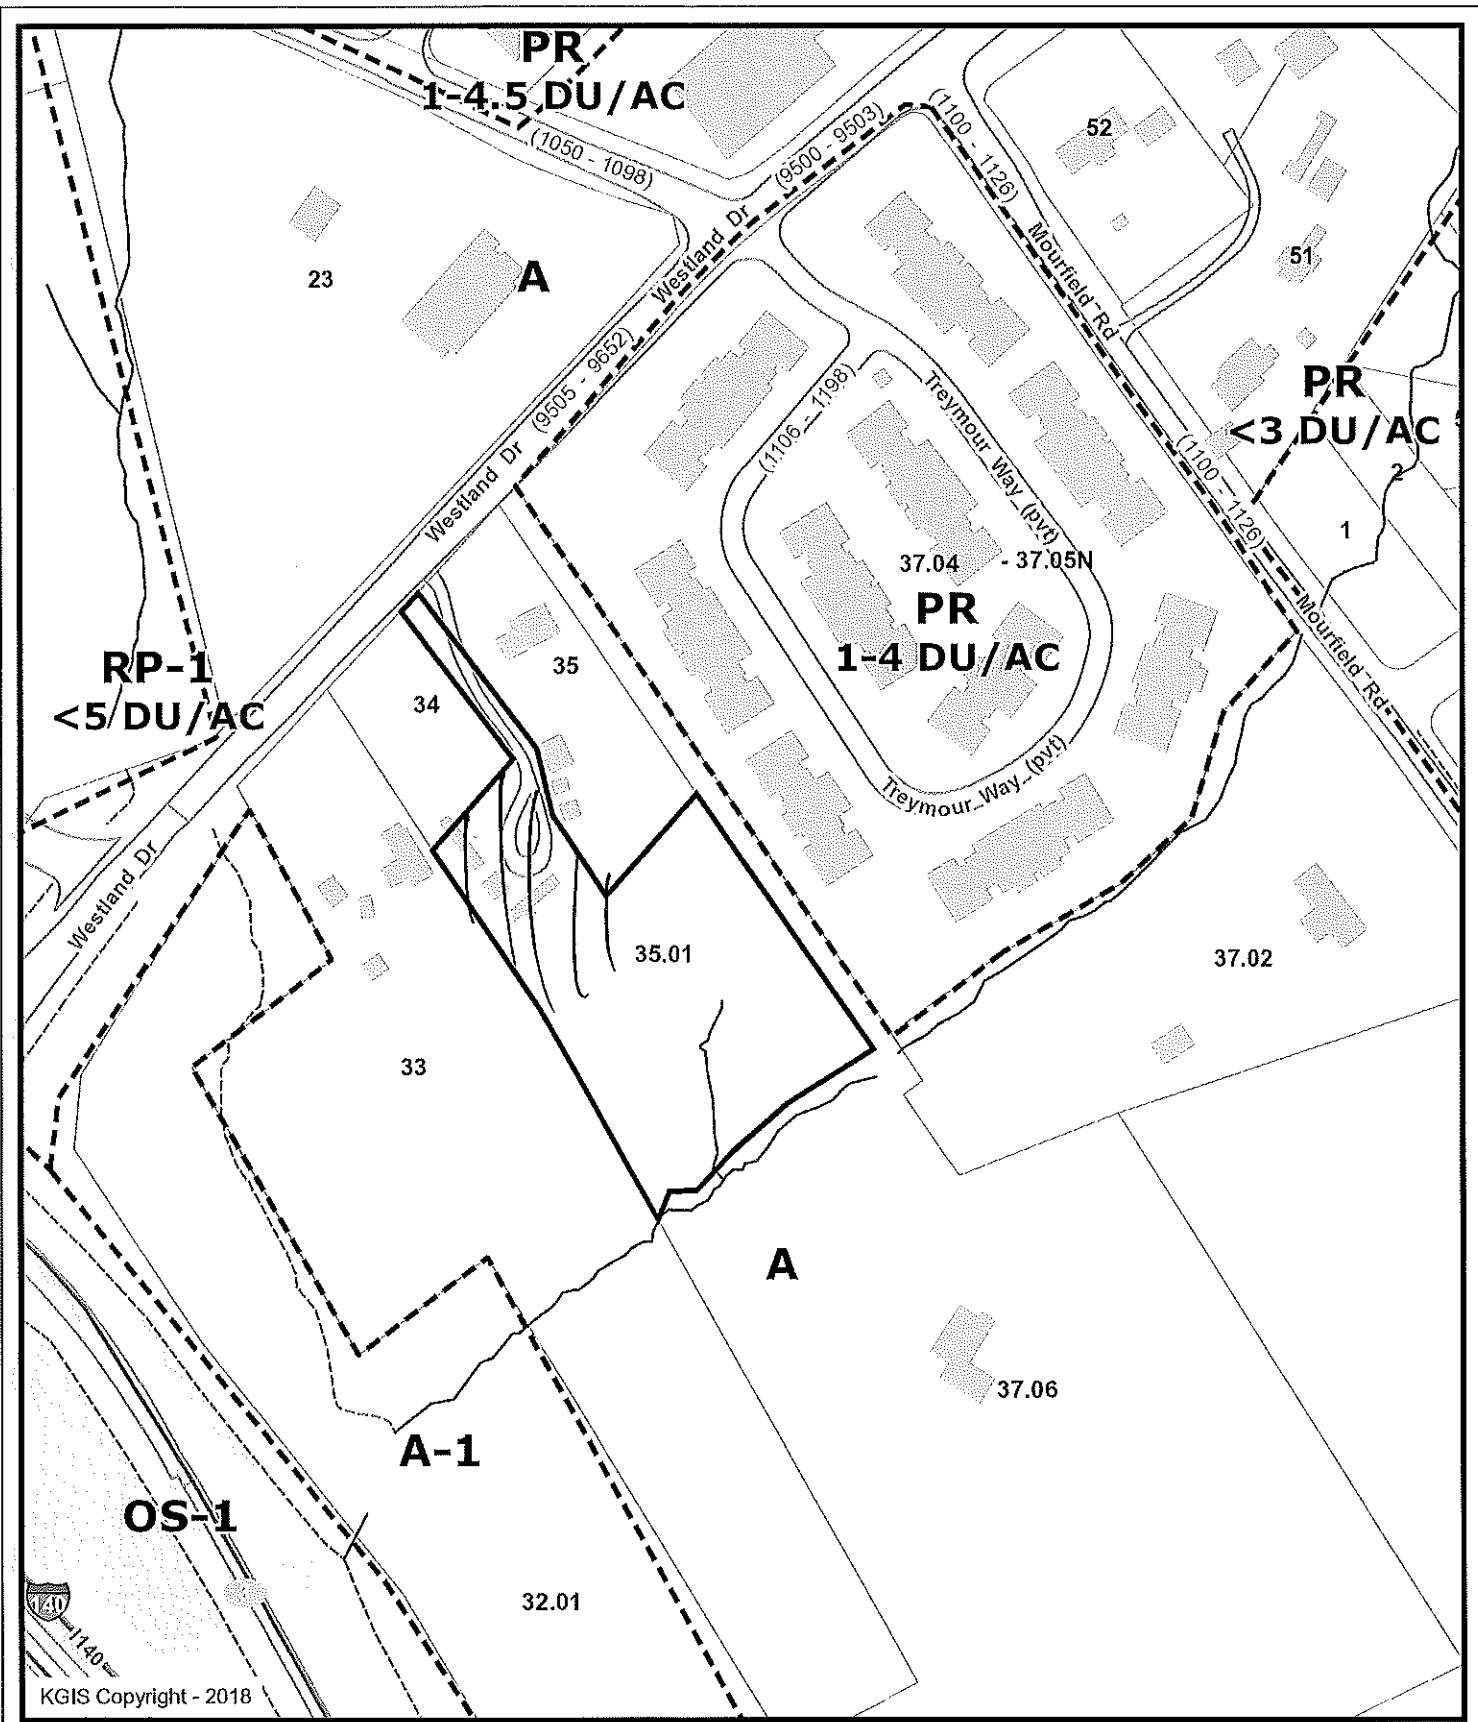 PR
1-4.5 DU/AC
(1050 - 1098)
(9500 - 9503)
(1100 - 1126)
52
23
A
Westland Dr
Mourfield Rd
51
(9505 - 9652)
(1106 - 1198)
Treymour Way (pvt)
PR
<3 DU/AC
2
1
(1100 - 1126)
Westland Dr
37.04
- 37.05N
PR
1-4 DU/AC
Mourfield Rd
RP-1
<5 DU/AC
35
34
Treymour Way (pvt)
Westland Dr
35.01
37.02
33
A
37.06
A-1
OS-1
32.01
140
I 140
KGIS Copyright - 2018